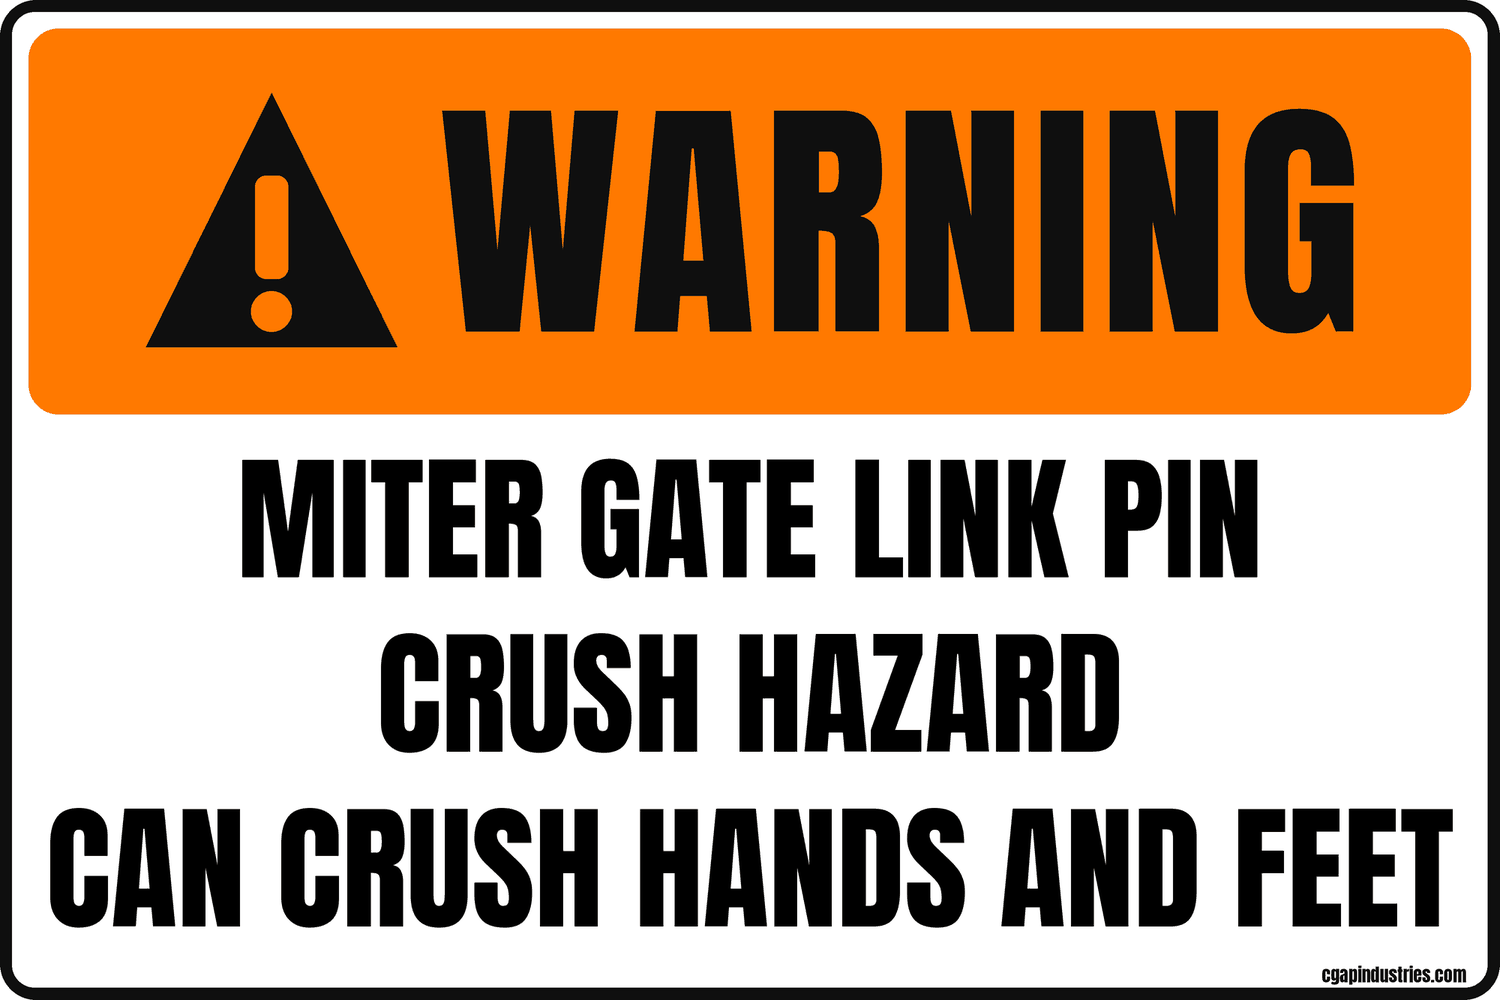 WARNING
MITER GATE LINK PIN
CRUSH HAZARD
CAN CRUSH HANDS AND FEET
cgapindustries.com